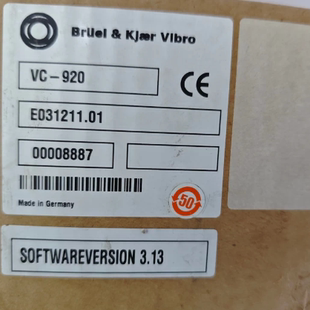 Brüel & Kjær Vibro
VC-920
CE
E031211.01
00008887
50
Made in Germany
SOFTWAREVERSION 3.13